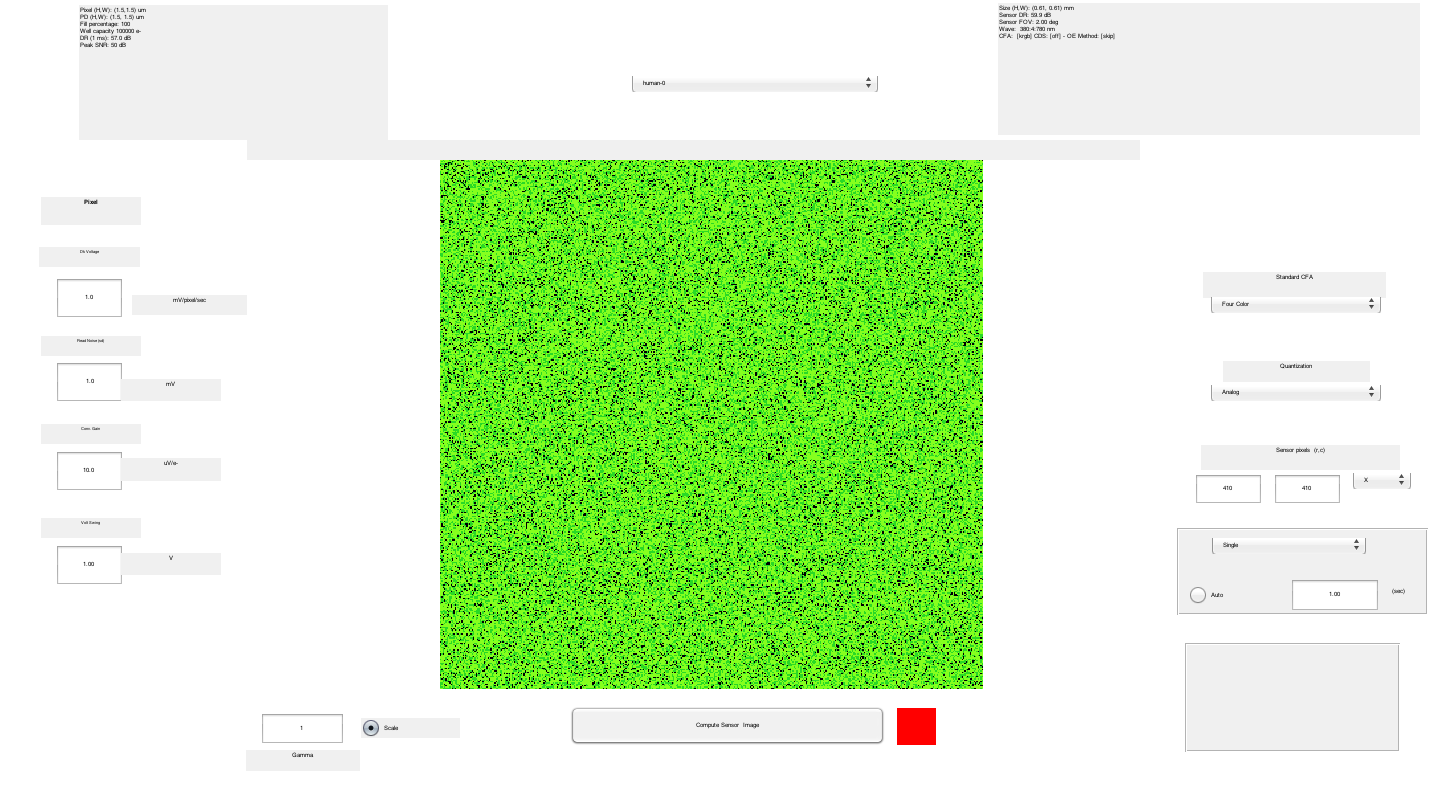 Pixel (H,W): (1.5,1.5) um
PD (H,W): (1.5, 1.5) um
Fill percentage: 100
Well capacity 100000 e-
DR (1 ms): 57.0 dB
Peak SNR: 50 dB
human-0
Size (H,W): (0.61, 0.61) mm
Sensor DR: 59.9 dB
Sensor FOV: 2.00 deg
Wave: 380:4:780 nm
CFA: [krgb] CDS: [off] - OE Method: [skip]
Pixel
Dk Voltage
1.0
mV/pixel/sec
Read Noise (sd)
1.0
mV
Conv. Gain
10.0
uV/e-
Volt Swing
1.00
V
Standard CFA
Four Color
Quantization
Analog
Sensor pixels (r,c)
410
410
X
Single
Auto
1.00
(sec)
1
Scale
Gamma
Compute Sensor Image